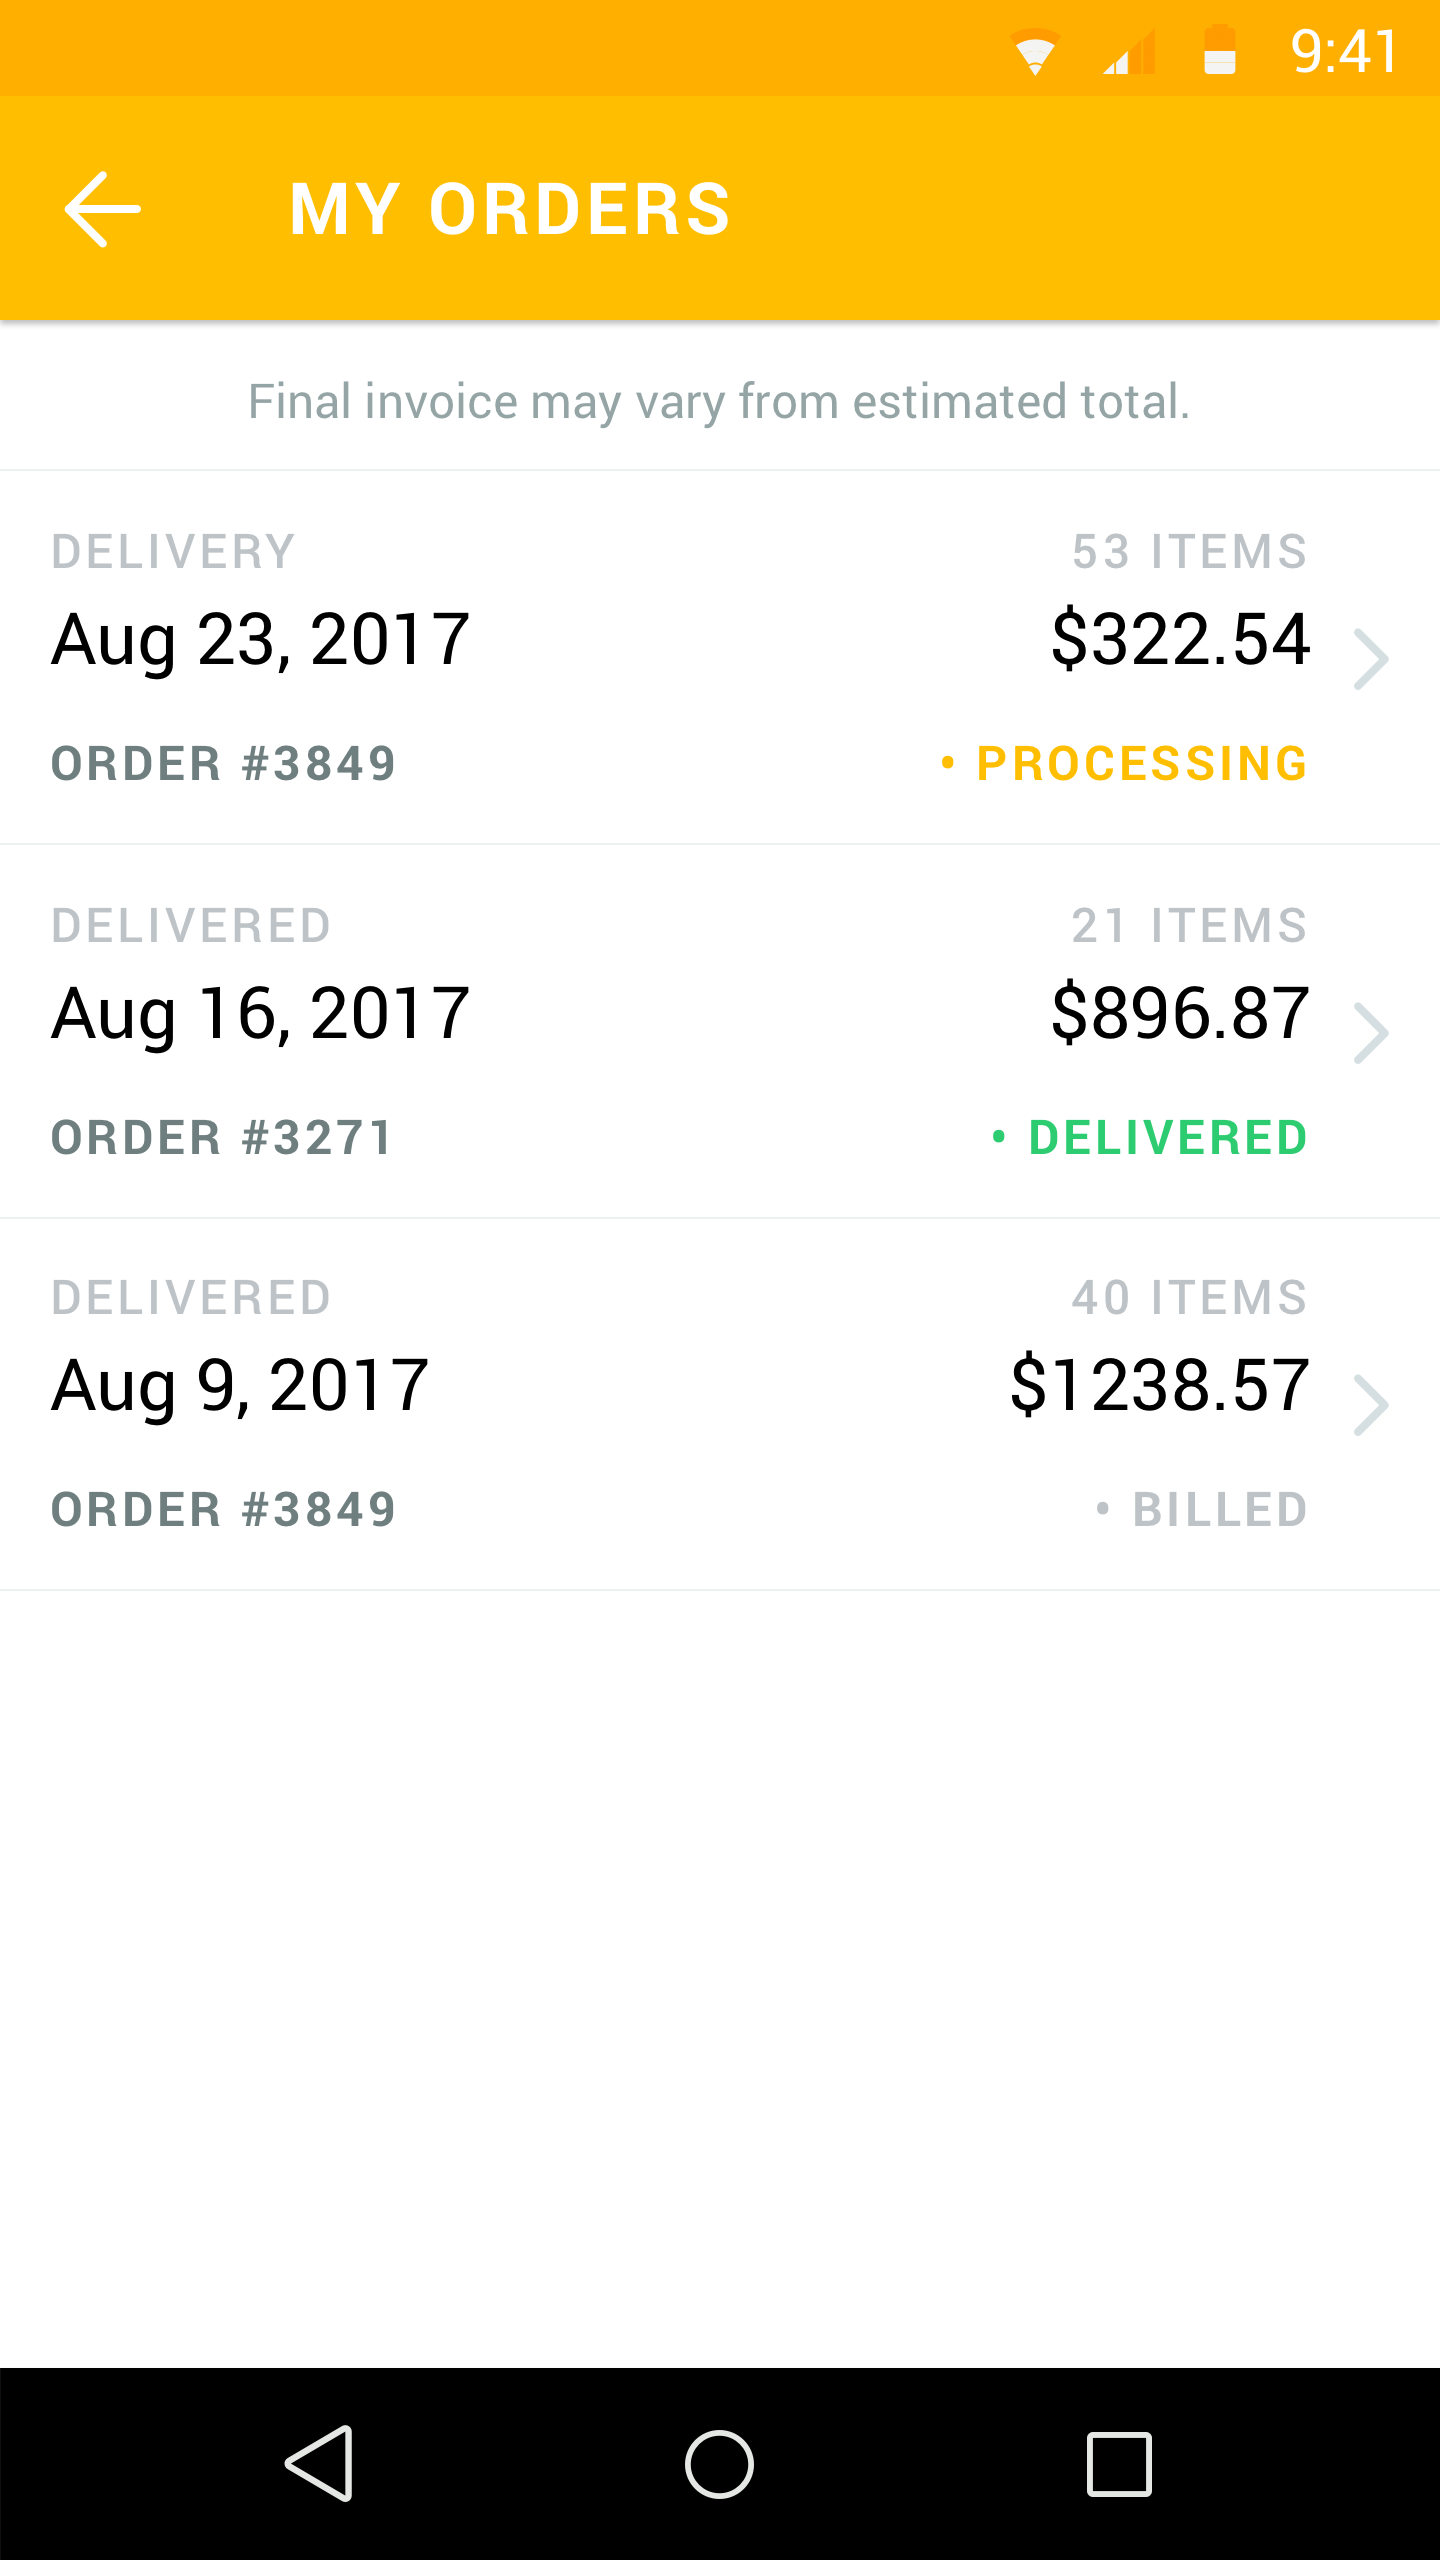 9:41
MY ORDERS
Final invoice may vary from estimated total.
DELIVERY 53 ITEMS
Aug 23, 2017 $322.54
ORDER #3849 • PROCESSING
DELIVERED 21 ITEMS
Aug 16, 2017 $896.87
ORDER #3271 • DELIVERED
DELIVERED 40 ITEMS
Aug 9, 2017 $1238.57
ORDER #3849 • BILLED